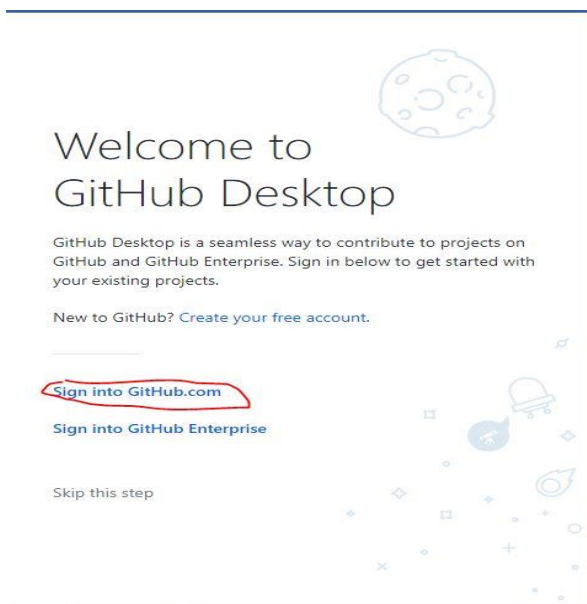 Welcome to
GitHub Desktop
GitHub Desktop is a seamless way to contribute to projects on
GitHub and GitHub Enterprise. Sign in below to get started with
your existing projects.
New to GitHub? Create your free account.
Sign into GitHub.com
Sign into GitHub Enterprise
Skip this step